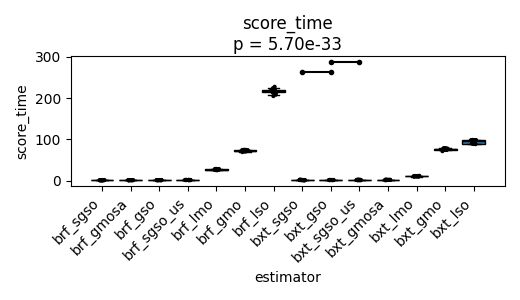 score_time
p = 5.70e-33
score_time
300
200
100
0
brf_sgso
brf_gmosa
brf_gso
brf_sgso_us
brf_lmo
brf_gmo
brf_lso
bxt_sgso
bxt_gso
bxt_sgso_us
bxt_gmosa
bxt_lmo
bxt_gmo
bxt_lso
estimator